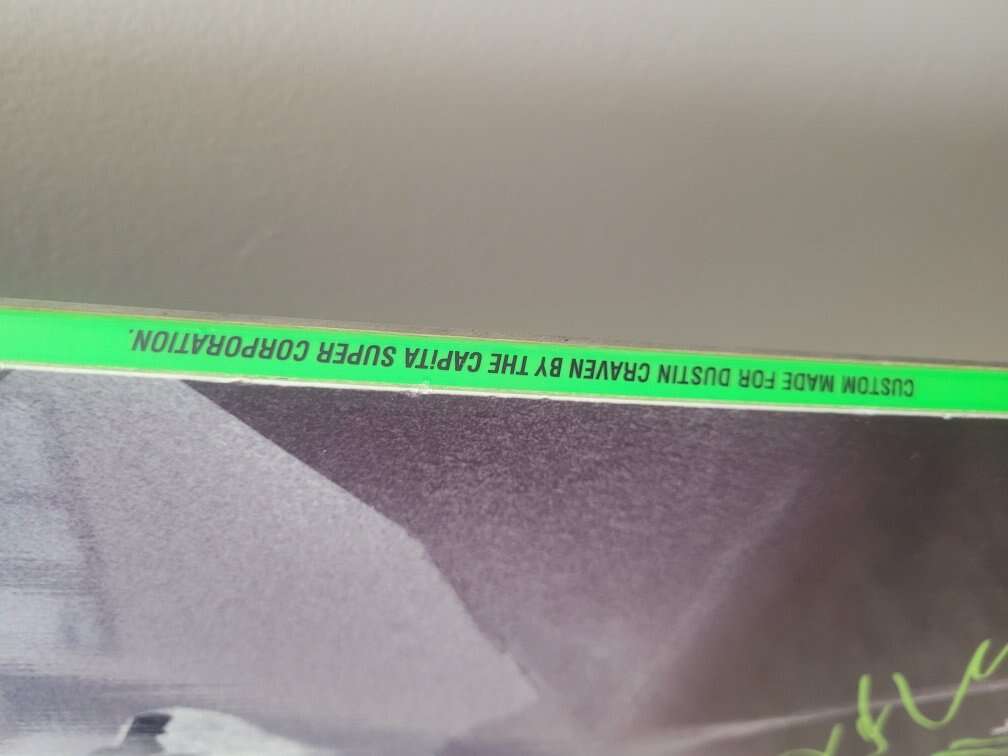 CUSTOM MADE FOR DUSTIN CRAVEN BY THE CAPiTA SUPER CORPORATION.